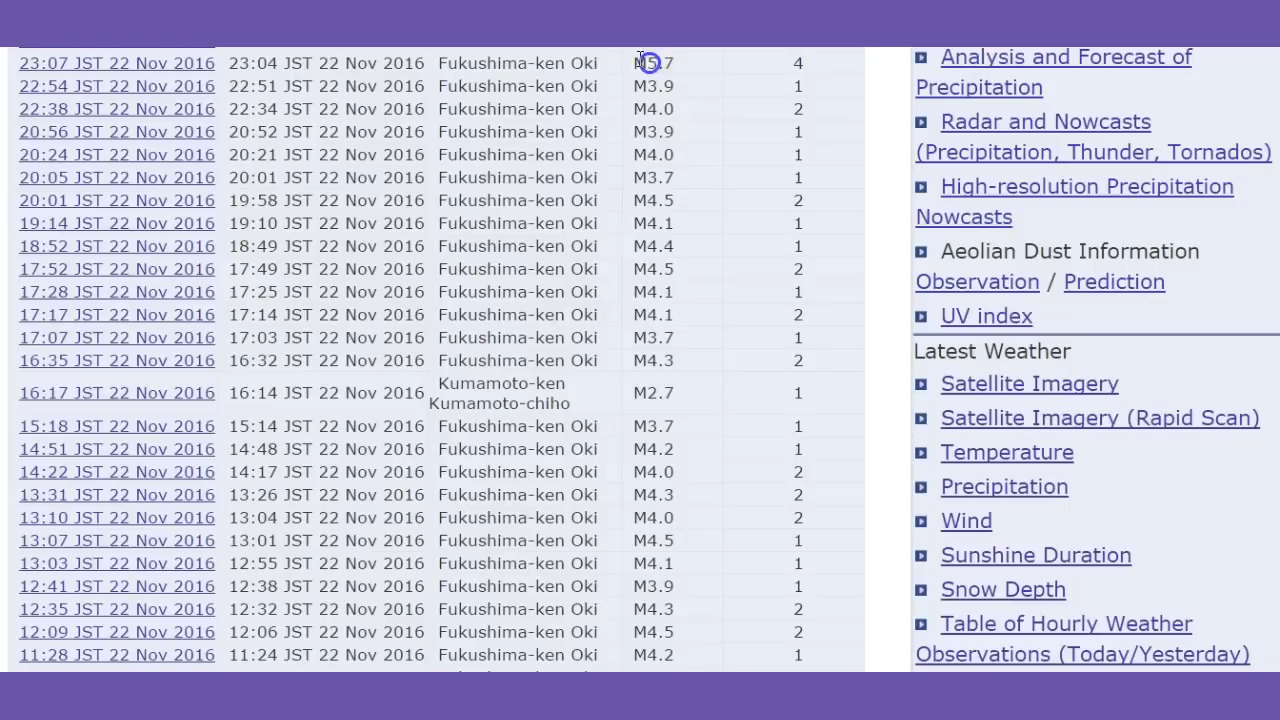 23:07 JST 22 Nov 2016 23:04 JST 22 Nov 2016 Fukushima-ken Oki M5.7 4
22:54 JST 22 Nov 2016 22:51 JST 22 Nov 2016 Fukushima-ken Oki M3.9 1
22:38 JST 22 Nov 2016 22:34 JST 22 Nov 2016 Fukushima-ken Oki M4.0 2
20:56 JST 22 Nov 2016 20:52 JST 22 Nov 2016 Fukushima-ken Oki M3.9 1
20:24 JST 22 Nov 2016 20:21 JST 22 Nov 2016 Fukushima-ken Oki M4.0 1
20:05 JST 22 Nov 2016 20:01 JST 22 Nov 2016 Fukushima-ken Oki M3.7 1
20:01 JST 22 Nov 2016 19:58 JST 22 Nov 2016 Fukushima-ken Oki M4.5 2
19:14 JST 22 Nov 2016 19:10 JST 22 Nov 2016 Fukushima-ken Oki M4.1 1
18:52 JST 22 Nov 2016 18:49 JST 22 Nov 2016 Fukushima-ken Oki M4.4 1
17:52 JST 22 Nov 2016 17:49 JST 22 Nov 2016 Fukushima-ken Oki M4.5 2
17:28 JST 22 Nov 2016 17:25 JST 22 Nov 2016 Fukushima-ken Oki M4.1 1
17:17 JST 22 Nov 2016 17:14 JST 22 Nov 2016 Fukushima-ken Oki M4.1 2
17:07 JST 22 Nov 2016 17:03 JST 22 Nov 2016 Fukushima-ken Oki M3.7 1
16:35 JST 22 Nov 2016 16:32 JST 22 Nov 2016 Fukushima-ken Oki M4.3 2
16:17 JST 22 Nov 2016 16:14 JST 22 Nov 2016 Kumamoto-ken Kumamoto-chiho M2.7 1
15:18 JST 22 Nov 2016 15:14 JST 22 Nov 2016 Fukushima-ken Oki M3.7 1
14:51 JST 22 Nov 2016 14:48 JST 22 Nov 2016 Fukushima-ken Oki M4.2 1
14:22 JST 22 Nov 2016 14:17 JST 22 Nov 2016 Fukushima-ken Oki M4.0 2
13:31 JST 22 Nov 2016 13:26 JST 22 Nov 2016 Fukushima-ken Oki M4.3 2
13:10 JST 22 Nov 2016 13:04 JST 22 Nov 2016 Fukushima-ken Oki M4.0 2
13:07 JST 22 Nov 2016 13:01 JST 22 Nov 2016 Fukushima-ken Oki M4.5 1
13:03 JST 22 Nov 2016 12:55 JST 22 Nov 2016 Fukushima-ken Oki M4.1 1
12:41 JST 22 Nov 2016 12:38 JST 22 Nov 2016 Fukushima-ken Oki M3.9 1
12:35 JST 22 Nov 2016 12:32 JST 22 Nov 2016 Fukushima-ken Oki M4.3 2
12:09 JST 22 Nov 2016 12:06 JST 22 Nov 2016 Fukushima-ken Oki M4.5 2
11:28 JST 22 Nov 2016 11:24 JST 22 Nov 2016 Fukushima-ken Oki M4.2 1
Analysis and Forecast of
Precipitation
Radar and Nowcasts
(Precipitation, Thunder, Tornados)
High-resolution Precipitation
Nowcasts
Aeolian Dust Information
Observation / Prediction
UV index
Latest Weather
Satellite Imagery
Satellite Imagery (Rapid Scan)
Temperature
Precipitation
Wind
Sunshine Duration
Snow Depth
Table of Hourly Weather
Observations (Today/Yesterday)